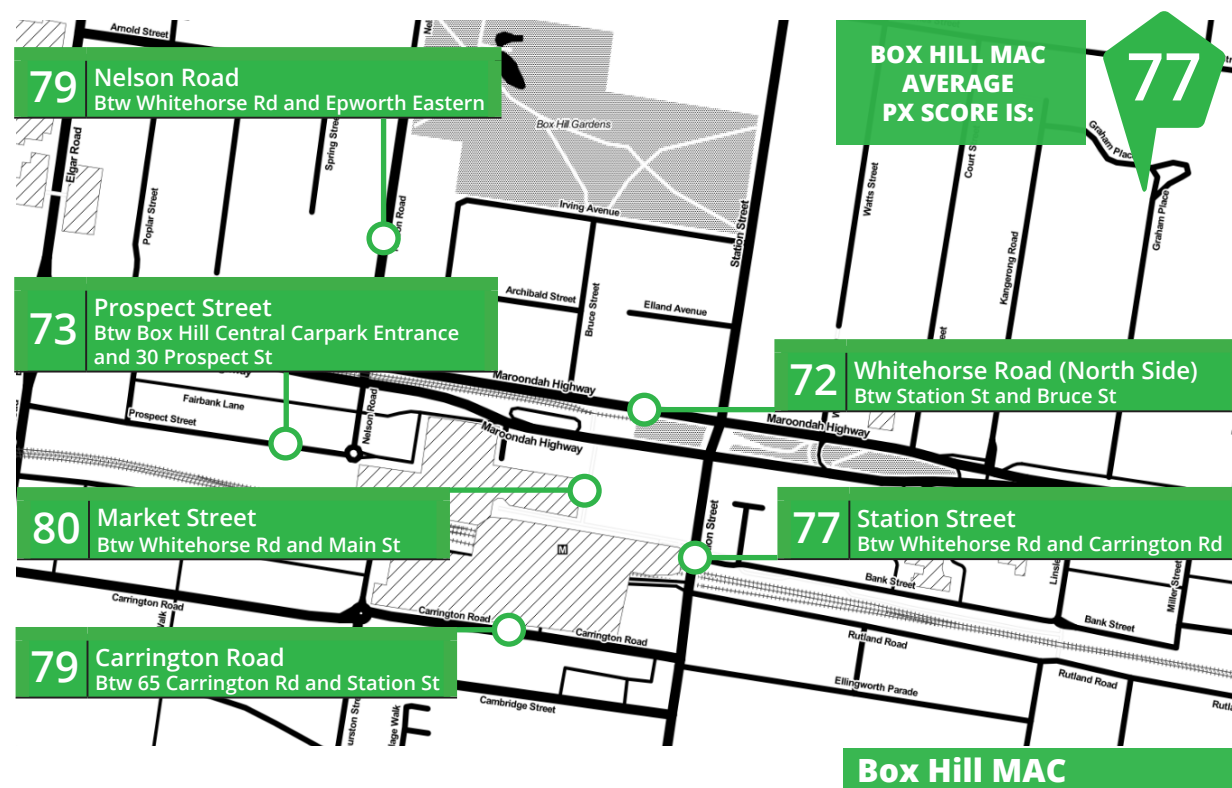 Arnold Street
79
Nelson Road
Btw Whitehorse Rd and Epworth Eastern
BOX HILL MAC
AVERAGE
PX SCORE IS:
77
Box Hill Gardens
Elgar Road
Poplar Street
Irving Avenue
Station Street
Watts Street
Graham Place
Graham Place
Kangerong Road
73
Prospect Street
Btw Box Hill Central Carpark Entrance
and 30 Prospect St
Archibald Street
Bruce Street
Elland Avenue
72
Whitehorse Road (North Side)
Btw Station St and Bruce St
Maroondah Highway
Maroondah Highway
Maroondah Highway
Fairbank Lane
Prospect Street
Nelson Road
80
Market Street
Btw Whitehorse Rd and Main St
77
Station Street
Btw Whitehorse Rd and Carrington Rd
M
Bank Street
Bank Street
Miller Street
Carrington Road
Carrington Road
Carrington Road
Rutland Road
Rutland Road
79
Carrington Road
Btw 65 Carrington Rd and Station St
Ellingworth Parade
Cambridge Street
Box Hill MAC